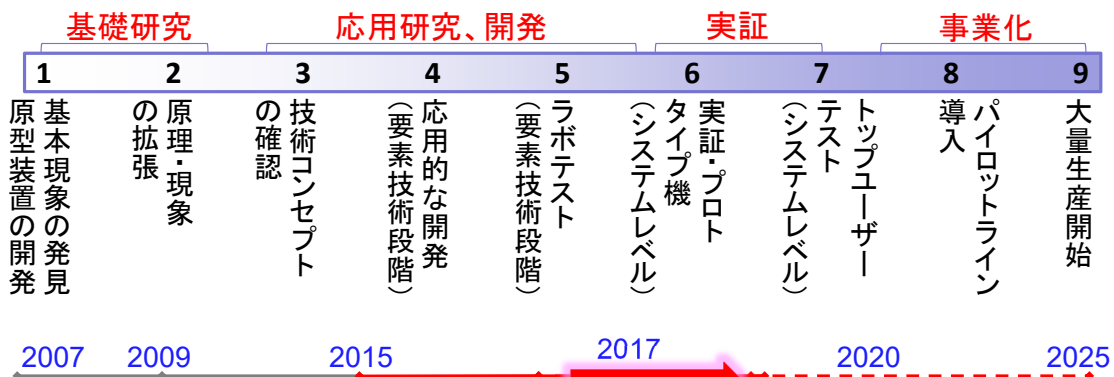 基礎研究
応用研究、開発
実証
事業化
1
2
3
4
5
6
7
8
9
基本現象の発見
原型装置の開発
原理・現象
の拡張
技術コンセプト
の確認
応用的な開発
（要素技術段階）
ラボテスト
（要素技術段階）
実証・プロト
タイプ機
（システムレベル）
トップユーザー
テスト
（システムレベル）
パイロットライン
導入
大量生産開始
2007
2009
2015
2017
2020
2025